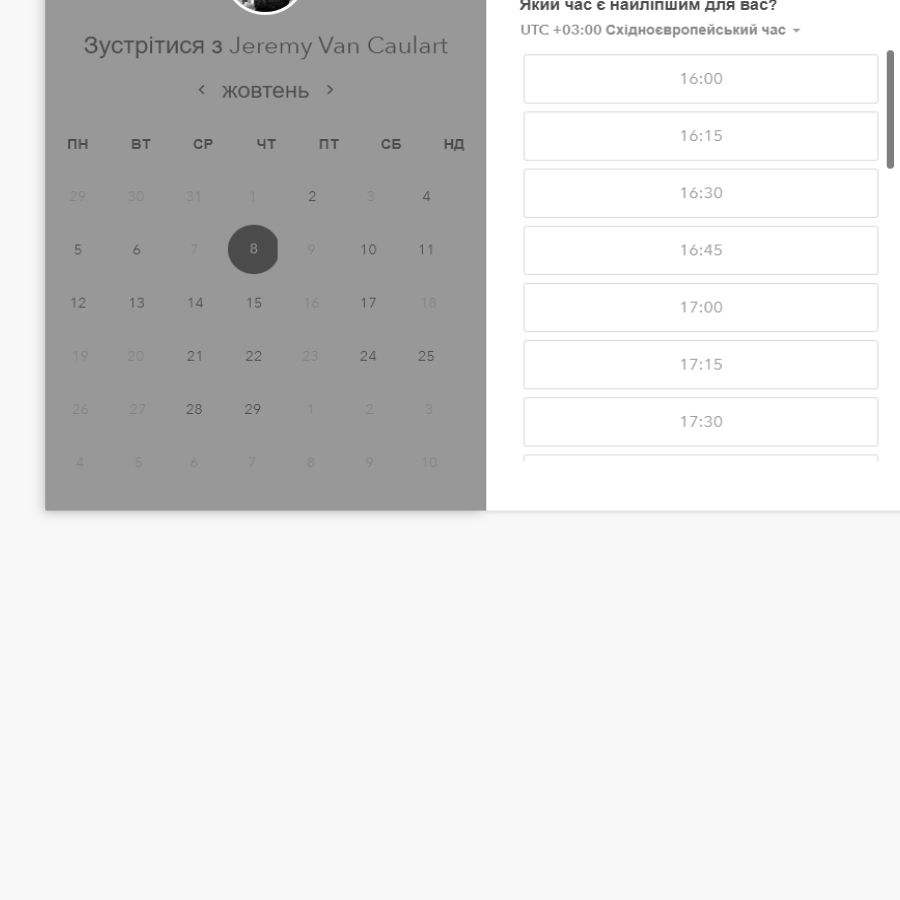 Зустрітися з Jeremy Van Caulart
жовтень
ПН ВТ СР ЧТ ПТ СБ НД
29 30 31 1 2 3 4
5 6 7 8 9 10 11
12 13 14 15 16 17 18
19 20 21 22 23 24 25
26 27 28 29 1 2 3
4 5 6 7 8 9 10
Який час є найліпшим для вас?
UTC +03:00 Східноєвропейський час
16:00
16:15
16:30
16:45
17:00
17:15
17:30